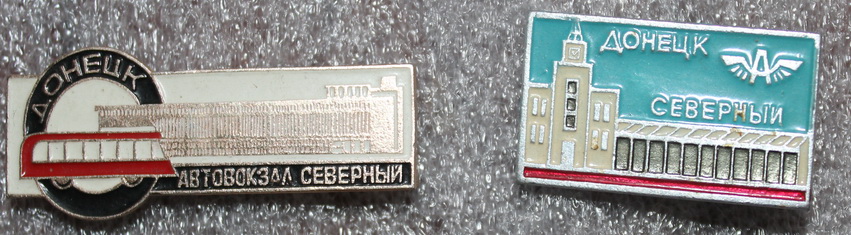 ДОНЕЦК
АВТОВОКЗАЛ СЕВЕРНЫЙ
ДОНЕЦК
А
СЕВЕРНЫЙ